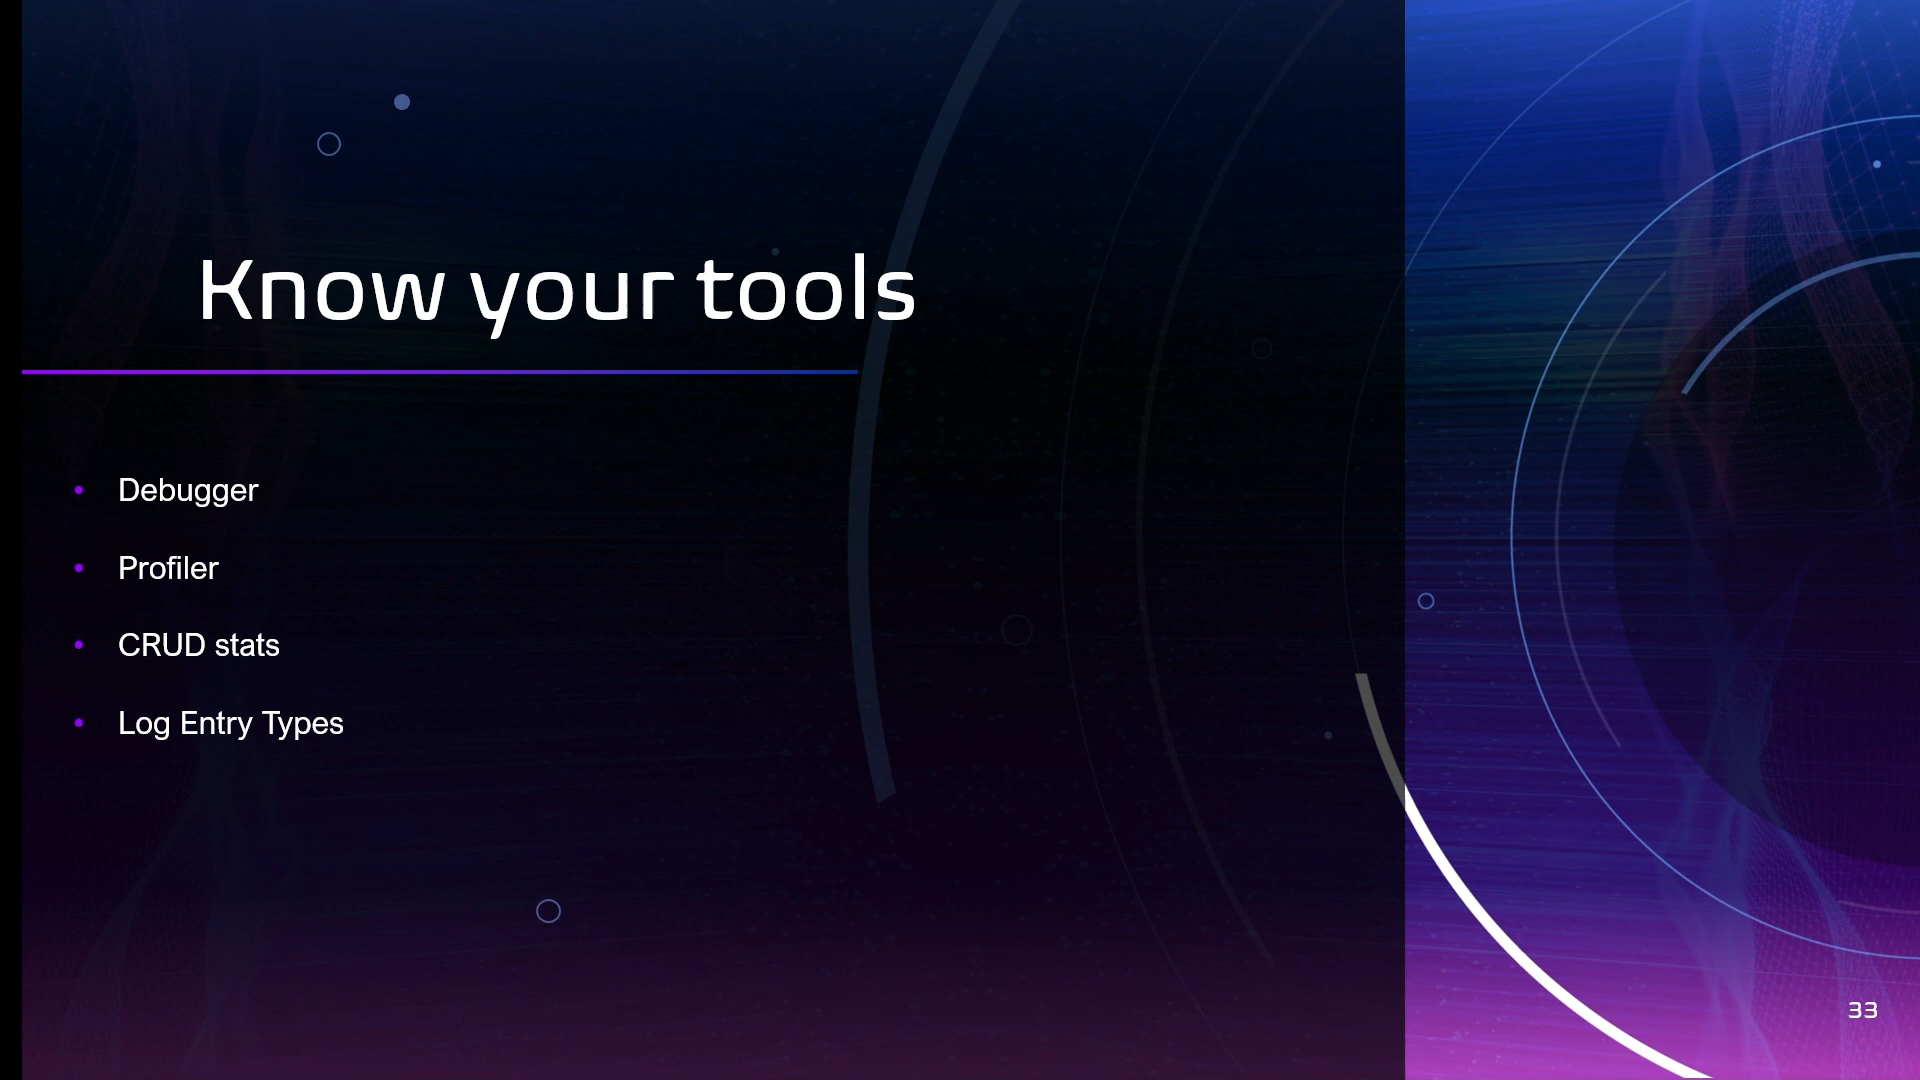 Know your tools
• Debugger
• Profiler
• CRUD stats
• Log Entry Types
33